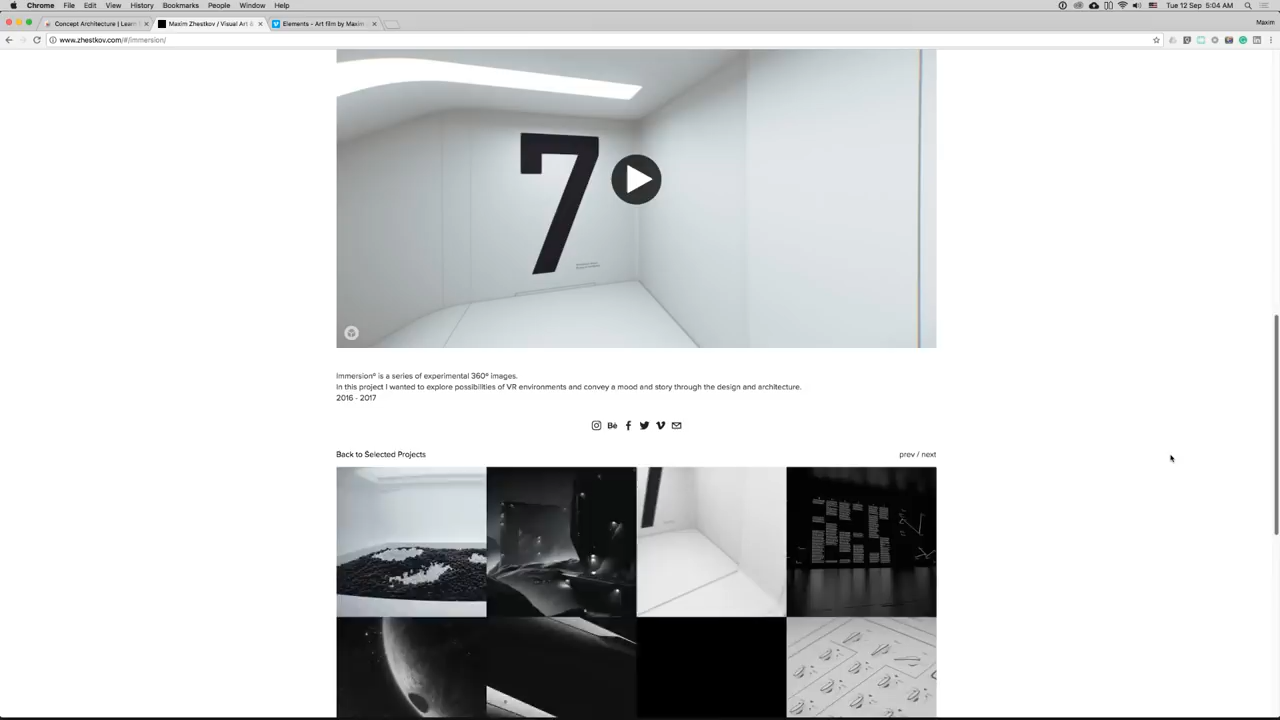 Chrome File Edit View History Bookmarks People Window Help Tue 12 Sep 5:04 AM
Concept Architecture | Learn Maxim Zhestkov / Visual Art & Elements - Art film by Maxim Maxim
www.zhestkov.com/#/immersion/
7
Immersion° is a series of experimental 360° images.
In this project I wanted to explore possibilities of VR environments and convey a mood and story through the design and architecture.
2016 - 2017
Bē
Back to Selected Projects prev / next